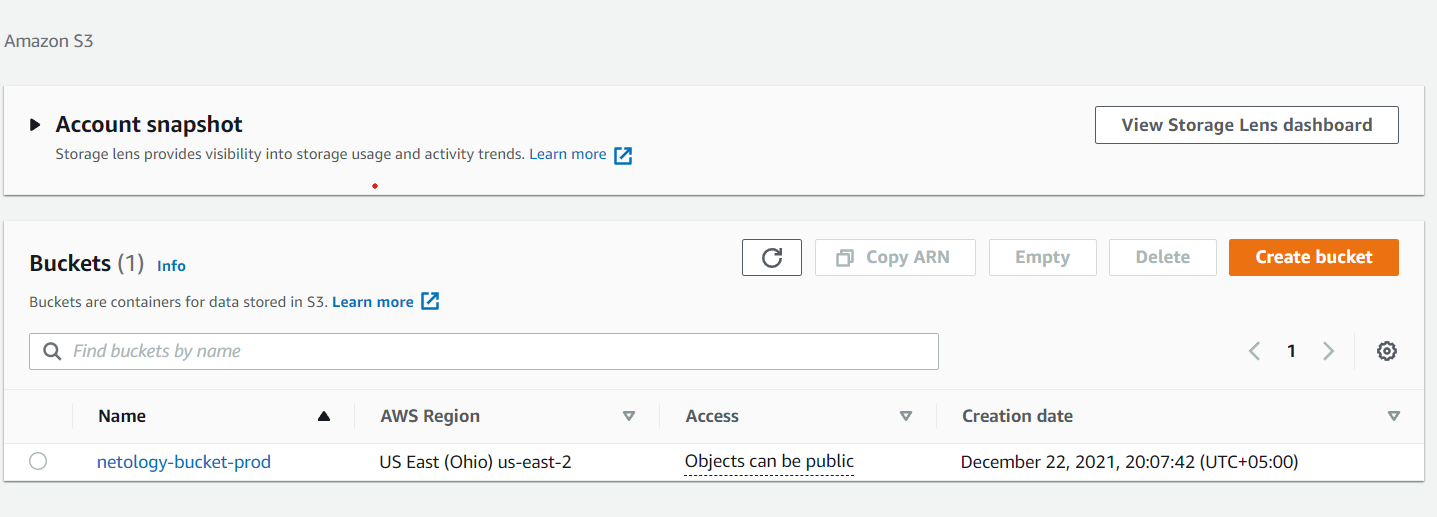 Amazon S3
Account snapshot
View Storage Lens dashboard
Storage lens provides visibility into storage usage and activity trends. Learn more
Buckets (1) Info
Copy ARN
Empty
Delete
Create bucket
Buckets are containers for data stored in S3. Learn more
Find buckets by name
1
Name AWS Region Access Creation date
netology-bucket-prod US East (Ohio) us-east-2 Objects can be public December 22, 2021, 20:07:42 (UTC+05:00)